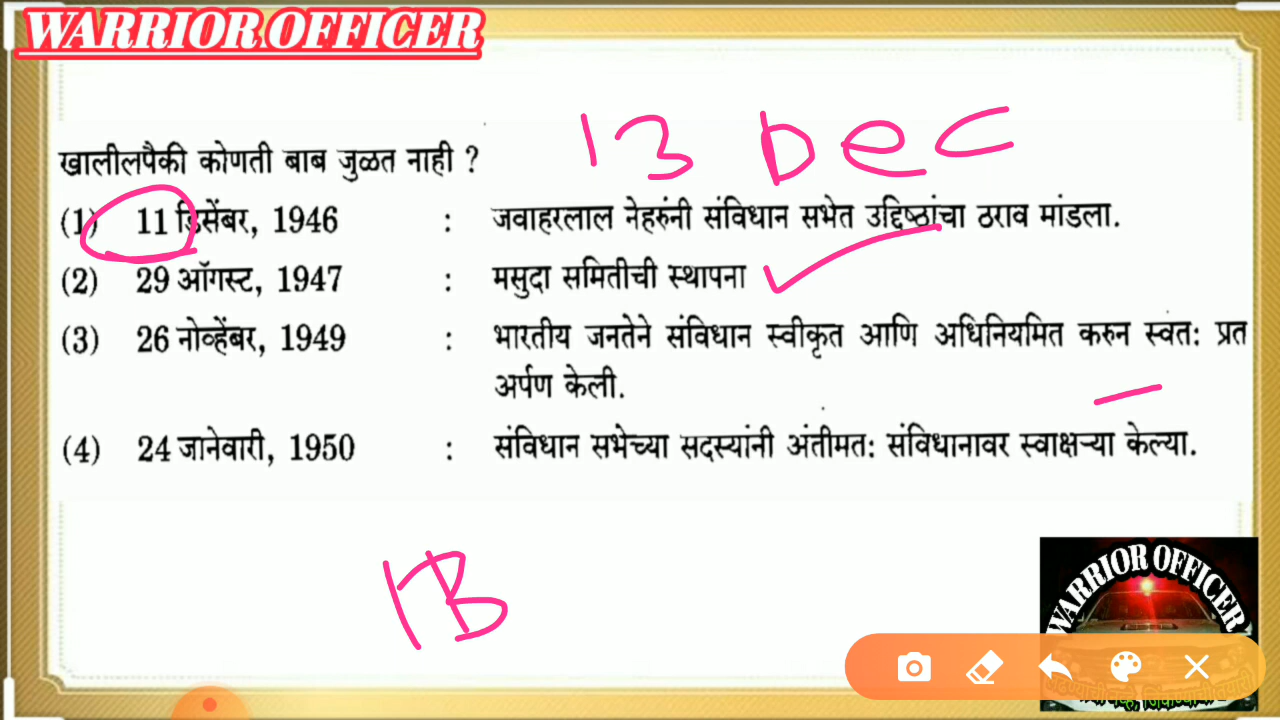 WARRIOR OFFICER
13 Dec
खालीलपैकी कोणती बाब जुळत नाही ?
(1) 11 डिसेंबर, 1946 : जवाहरलाल नेहरुंनी संविधान सभेत उद्दिष्ठांचा ठराव मांडला.
(2) 29 ऑगस्ट, 1947 : मसुदा समितीची स्थापना
(3) 26 नोव्हेंबर, 1949 : भारतीय जनतेने संविधान स्वीकृत आणि अधिनियमित करुन स्वत: प्रत
अर्पण केली.
(4) 24 जानेवारी, 1950 : संविधान सभेच्या सदस्यांनी अंतीमत: संविधानावर स्वाक्षऱ्या केल्या.
WARRIOR OFFICER